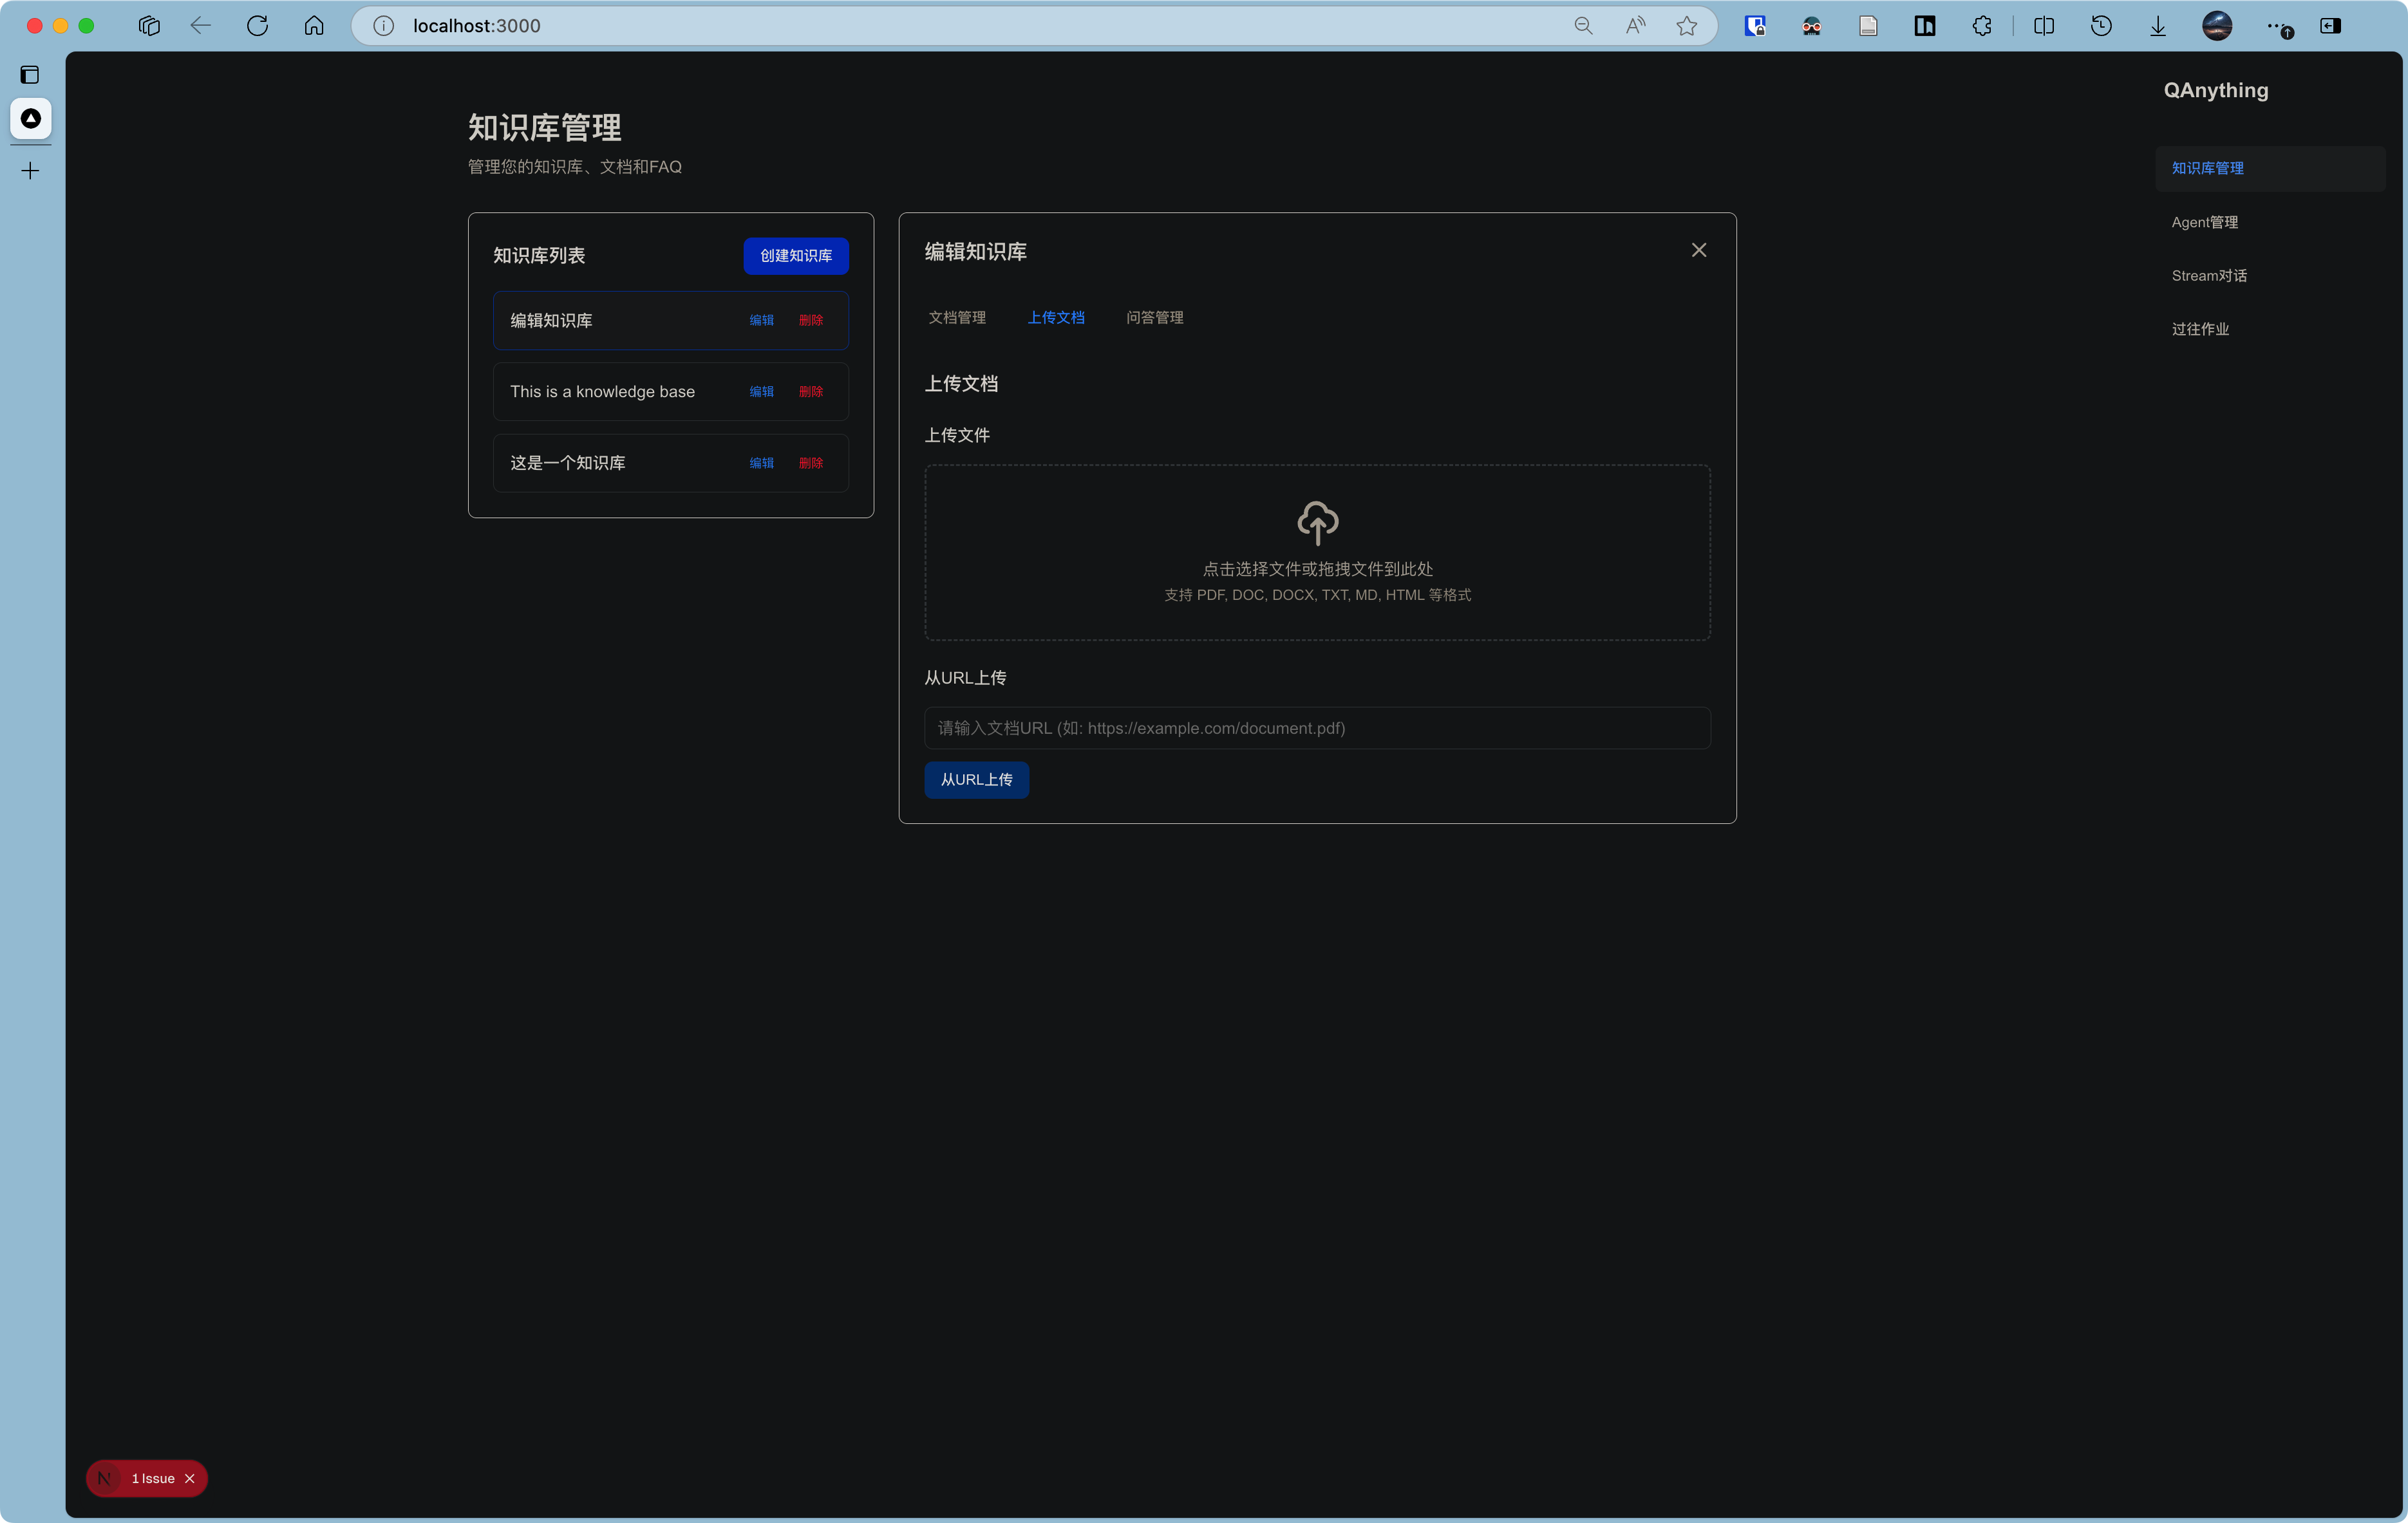 localhost:3000
QAnything
知识库管理
Agent管理
Stream对话
过往作业
知识库管理
管理您的知识库、文档和FAQ
知识库列表
创建知识库
编辑知识库 编辑 删除
This is a knowledge base 编辑 删除
这是一个知识库 编辑 删除
编辑知识库
文档管理 上传文档 问答管理
上传文档
上传文件
点击选择文件或拖拽文件到此处
支持 PDF, DOC, DOCX, TXT, MD, HTML 等格式
从URL上传
请输入文档URL (如: https://example.com/document.pdf)
从URL上传
N 1 Issue